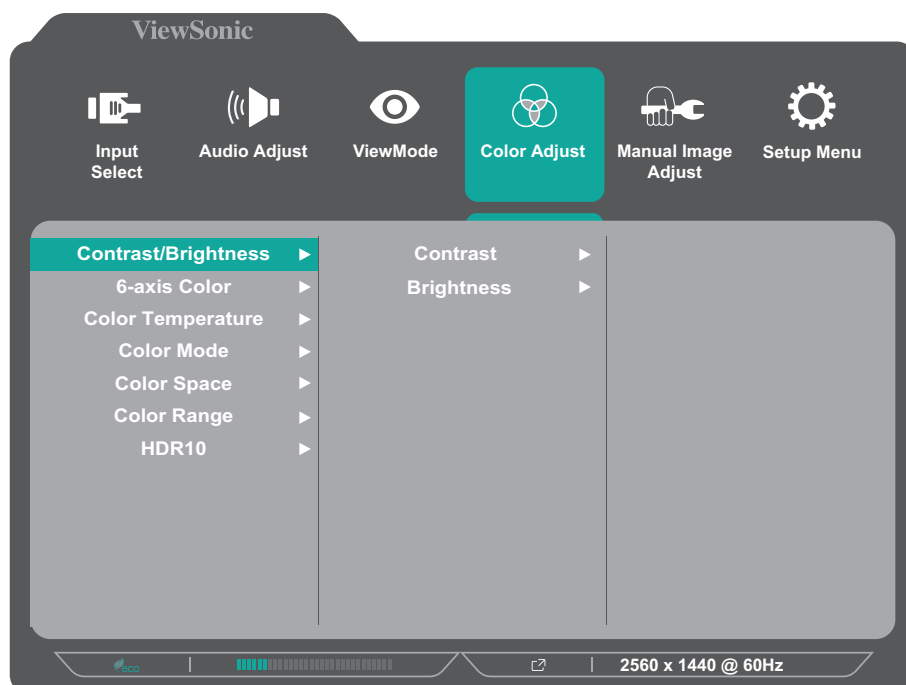 ViewSonic
Input Select
Audio Adjust
ViewMode
Color Adjust
Manual Image Adjust
Setup Menu
Contrast/Brightness
6-axis Color
Color Temperature
Color Mode
Color Space
Color Range
HDR10
Contrast
Brightness
eco
2560 x 1440 @ 60Hz